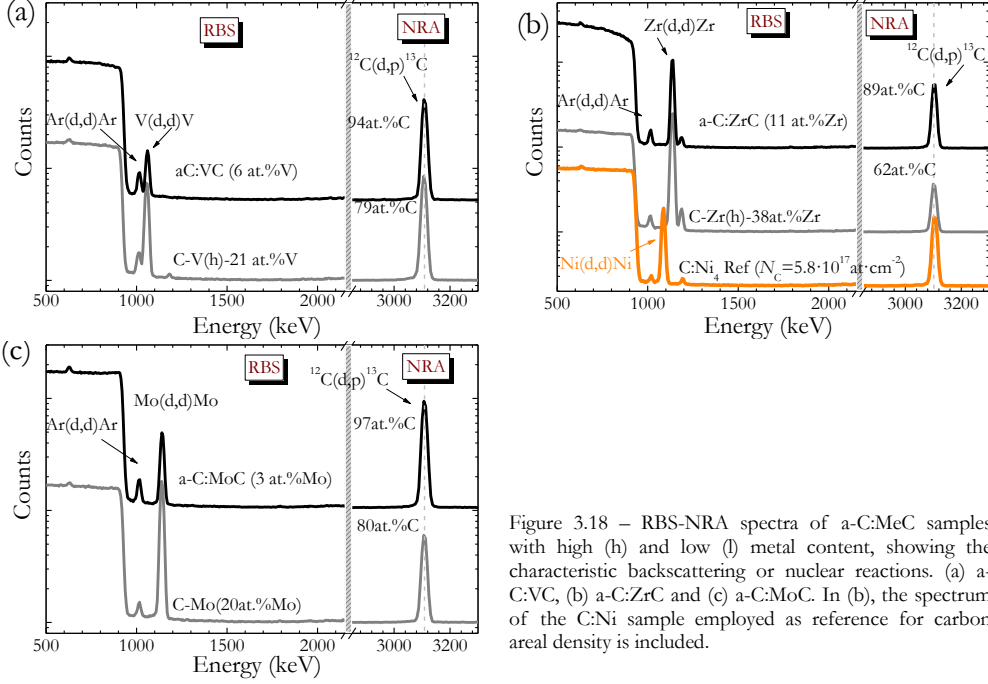 (a)
RBS
NRA
¹²C(d,p)¹³C
Ar(d,d)Ar
V(d,d)V
94at.%C
aC:VC (6 at.%V)
79at.%C
C-V(h)-21 at.%V
Counts
500 1000 1500 2000 3000 3200
Energy (keV)
(b)
RBS
NRA
Zr(d,d)Zr
¹²C(d,p)¹³C
Ar(d,d)Ar
89at.%C
a-C:ZrC (11 at.%Zr)
62at.%C
C-Zr(h)-38at.%Zr
Ni(d,d)Ni
C:Ni₄ Ref (N_C=5.8·10¹⁷at·cm⁻²)
Counts
500 1000 1500 2000 3000 3200
Energy (keV)
(c)
RBS
NRA
¹²C(d,p)¹³C
Mo(d,d)Mo
Ar(d,d)Ar
97at.%C
a-C:MoC (3 at.%Mo)
80at.%C
C-Mo(20at.%Mo)
Counts
500 1000 1500 2000 3000 3200
Energy (keV)
Figure 3.18 – RBS-NRA spectra of a-C:MeC samples
with high (h) and low (l) metal content, showing the
characteristic backscattering or nuclear reactions. (a) a-
C:VC, (b) a-C:ZrC and (c) a-C:MoC. In (b), the spectrum
of the C:Ni sample employed as reference for carbon
areal density is included.